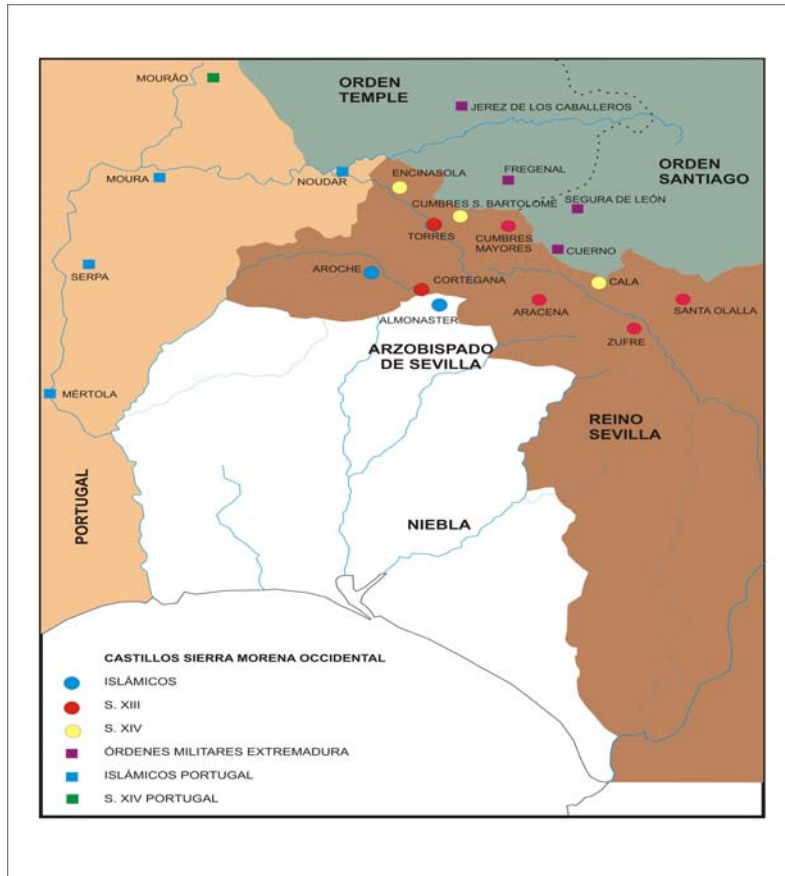 MOURÃO
ORDEN
TEMPLE
JEREZ DE LOS CABALLEROS
MOURA
NOUDAR
ENCINASOLA
FREGENAL
ORDEN
SANTIAGO
CUMBRES S. BARTOLOMÉ
SEGURA DE LEÓN
TORRES
CUMBRES
MAYORES
CUERNO
SERPA
AROCHE
CORTEGANA
CALA
ALMONASTER
ARACENA
SANTA OLALLA
ZUFRE
ARZOBISPADO
DE SEVILLA
MÉRTOLA
REINO
SEVILLA
PORTUGAL
NIEBLA
CASTILLOS SIERRA MORENA OCCIDENTAL
ISLÁMICOS
S. XIII
S. XIV
ÓRDENES MILITARES EXTREMADURA
ISLÁMICOS PORTUGAL
S. XIV PORTUGAL